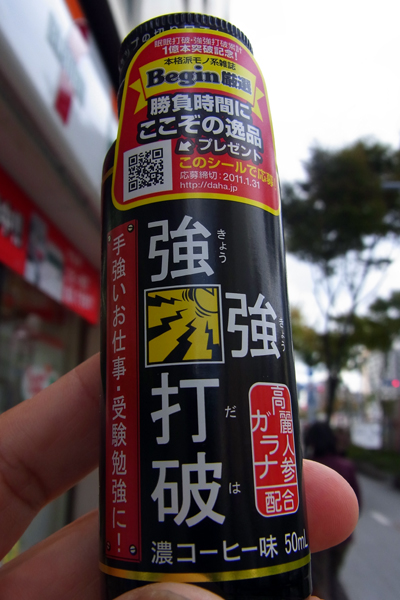 眠眠打破・強強打破累計
1億本突破記念!
本格派モノ系雑誌
Begin厳選
勝負時間に
ここぞの逸品
プレゼント
このシールで応募
応募締切:2011.1.31
http://daha.jp
強強打破
きょうきょうだは
手強いお仕事・受験勉強に!
高麗人参
ガラナ
配合
濃コーヒー味 50mL